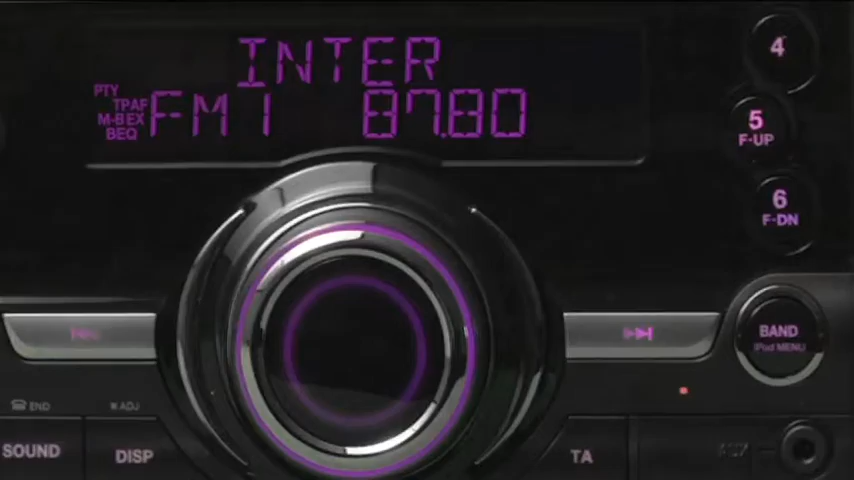 INTER
PTY
TPAF
M-BEX
BEQ
FM1 87.80
4
5
F-UP
6
F-DN
BAND
iPod MENU
END
ADJ
SOUND
DISP
TA
AUX